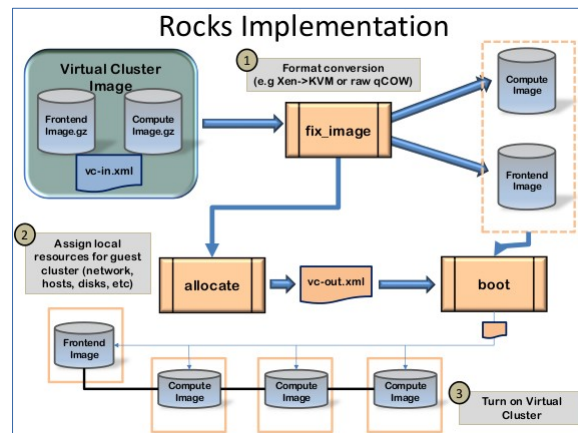 Rocks Implementation
Virtual Cluster
Image
Frontend
Image.gz
Compute
Image.gz
vc-in.xml
1
Format conversion
(e.g Xen->KVM or raw qCOW)
fix_image
Compute
Image
Frontend
Image
2
Assign local
resources for guest
cluster (network,
hosts, disks, etc)
allocate
vc-out.xml
boot
Frontend
Image
Compute
Image
Compute
Image
Compute
Image
3
Turn on Virtual
Cluster